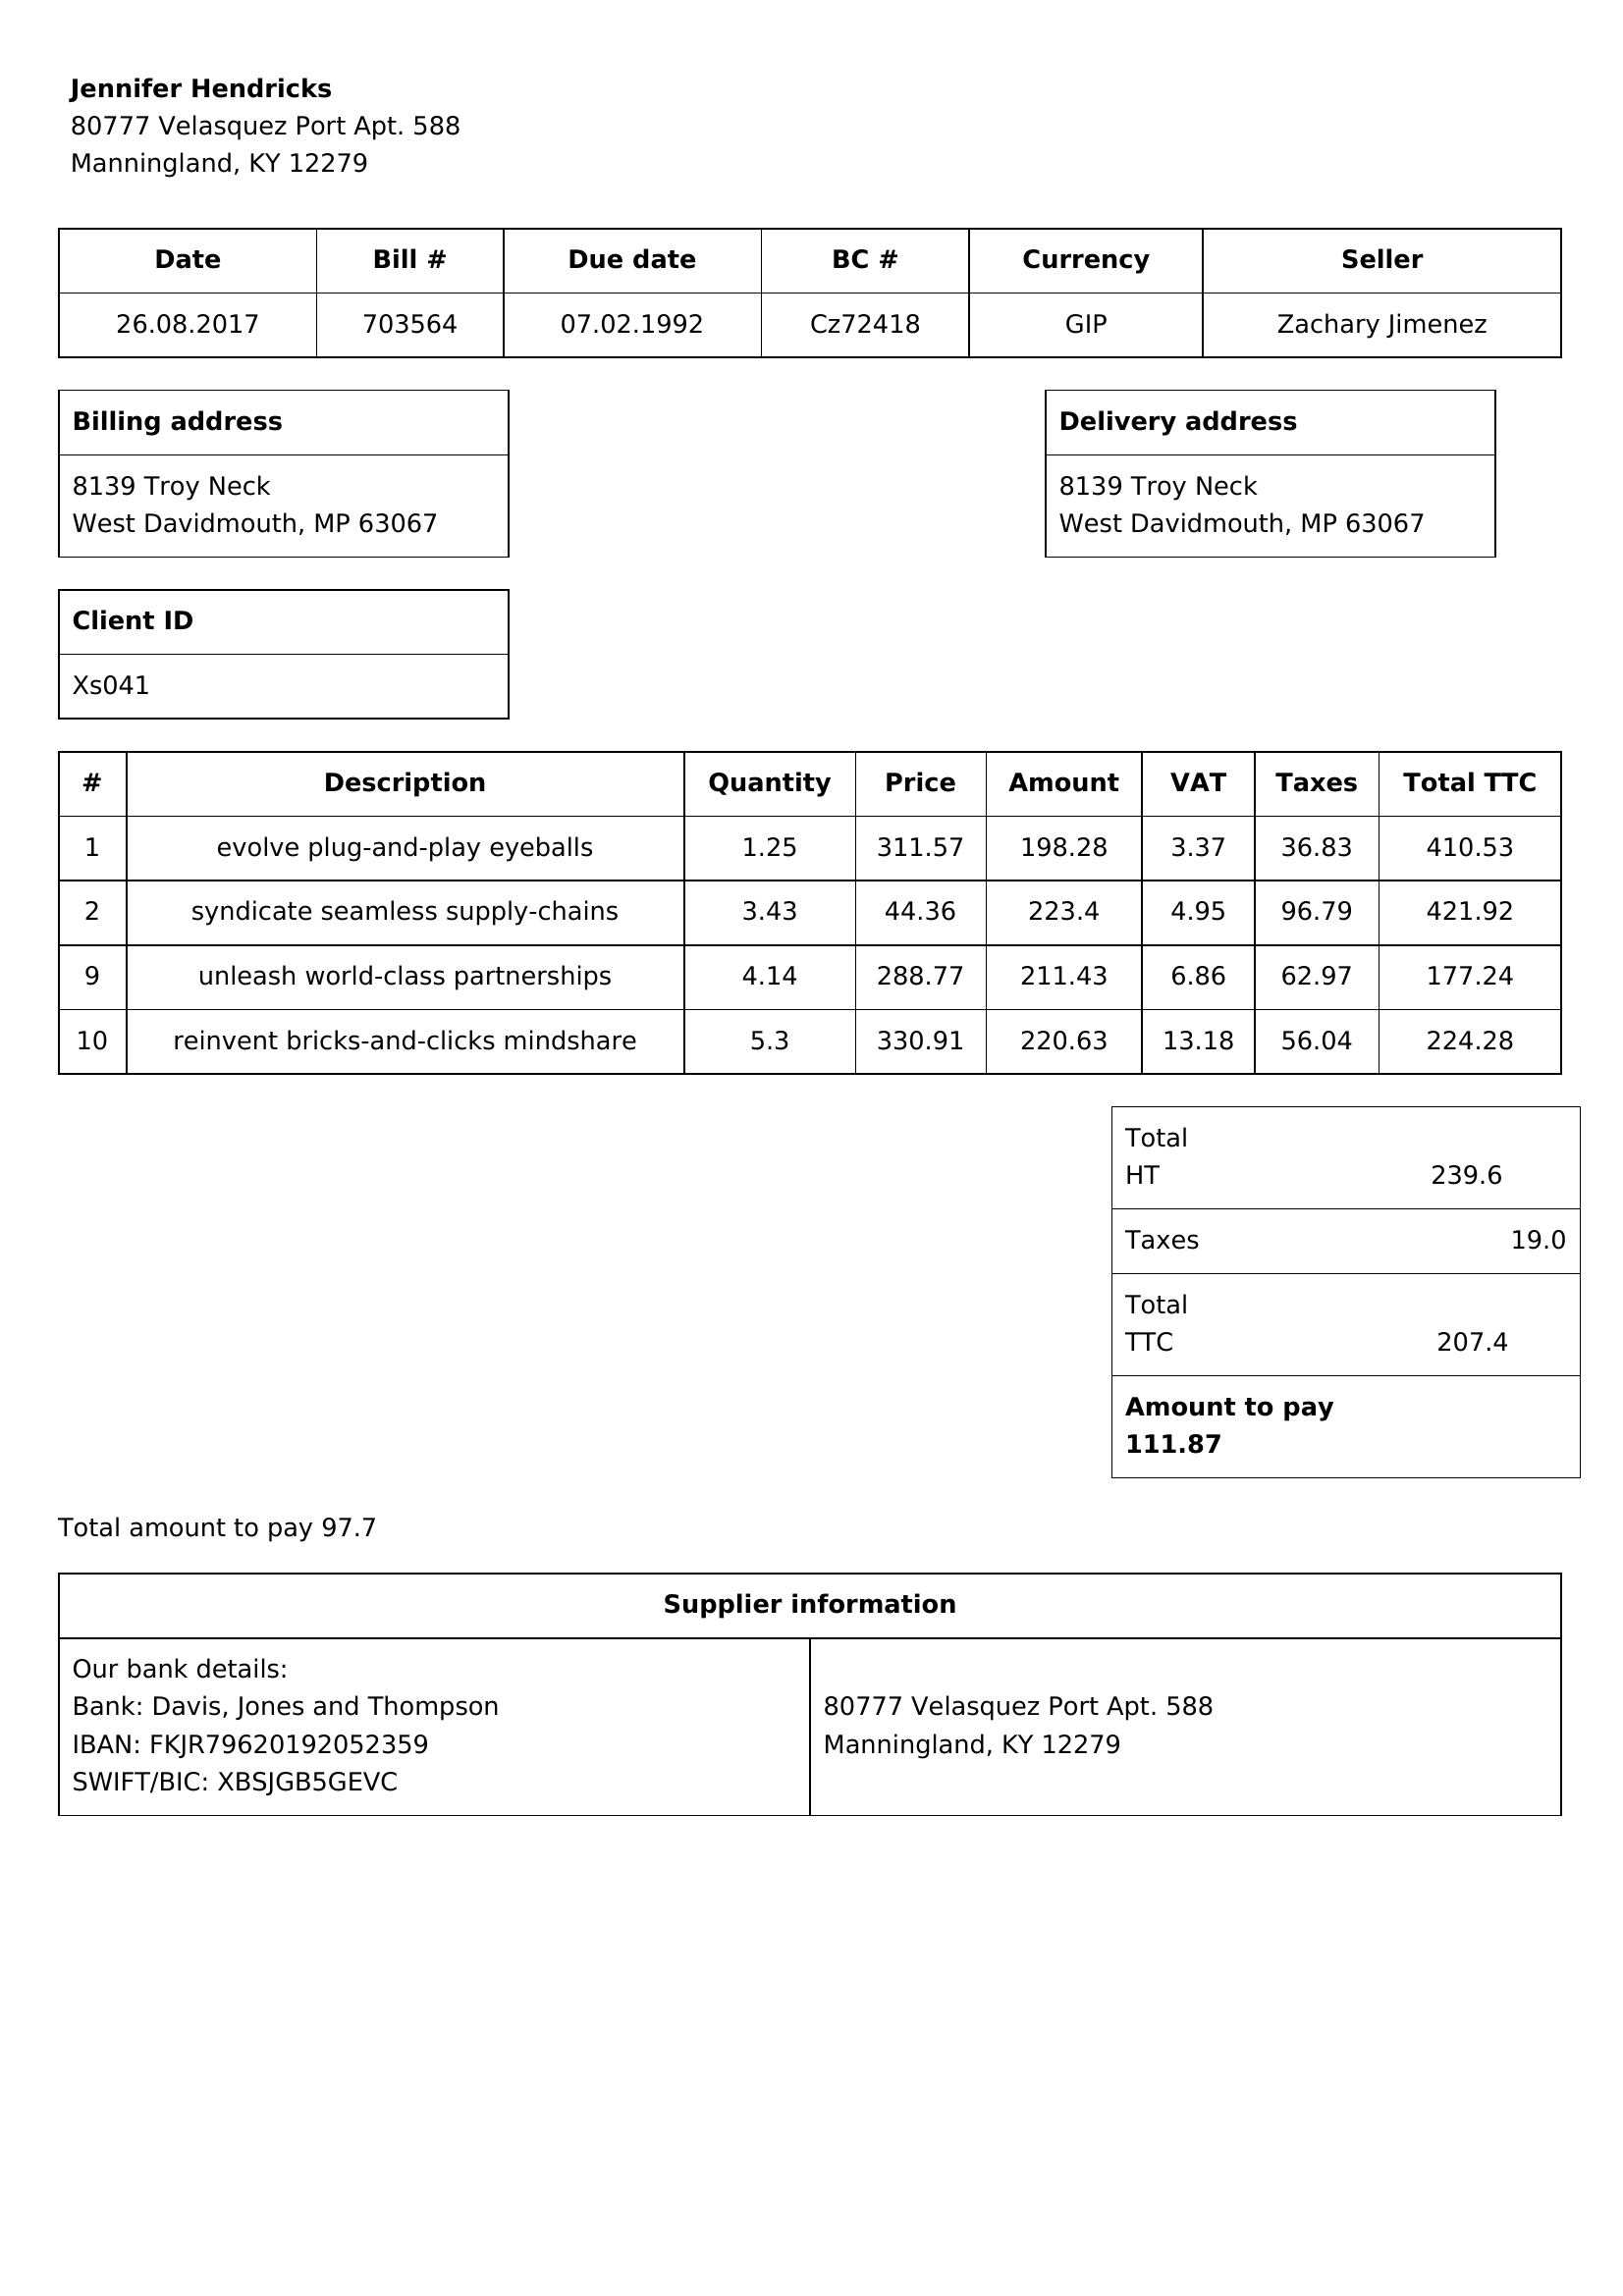 Jennifer Hendricks
80777 Velasquez Port Apt. 588
Manningland, KY 12279
Date Bill # Due date BC # Currency Seller
26.08.2017 703564 07.02.1992 Cz72418 GIP Zachary Jimenez
Billing address
8139 Troy Neck
West Davidmouth, MP 63067
Delivery address
8139 Troy Neck
West Davidmouth, MP 63067
Client ID
Xs041
# Description Quantity Price Amount VAT Taxes Total TTC
1 evolve plug-and-play eyeballs 1.25 311.57 198.28 3.37 36.83 410.53
2 syndicate seamless supply-chains 3.43 44.36 223.4 4.95 96.79 421.92
9 unleash world-class partnerships 4.14 288.77 211.43 6.86 62.97 177.24
10 reinvent bricks-and-clicks mindshare 5.3 330.91 220.63 13.18 56.04 224.28
Total
HT 239.6
Taxes 19.0
Total
TTC 207.4
Amount to pay
111.87
Total amount to pay 97.7
Supplier information
Our bank details:
Bank: Davis, Jones and Thompson
IBAN: FKJR79620192052359
SWIFT/BIC: XBSJGB5GEVC
80777 Velasquez Port Apt. 588
Manningland, KY 12279